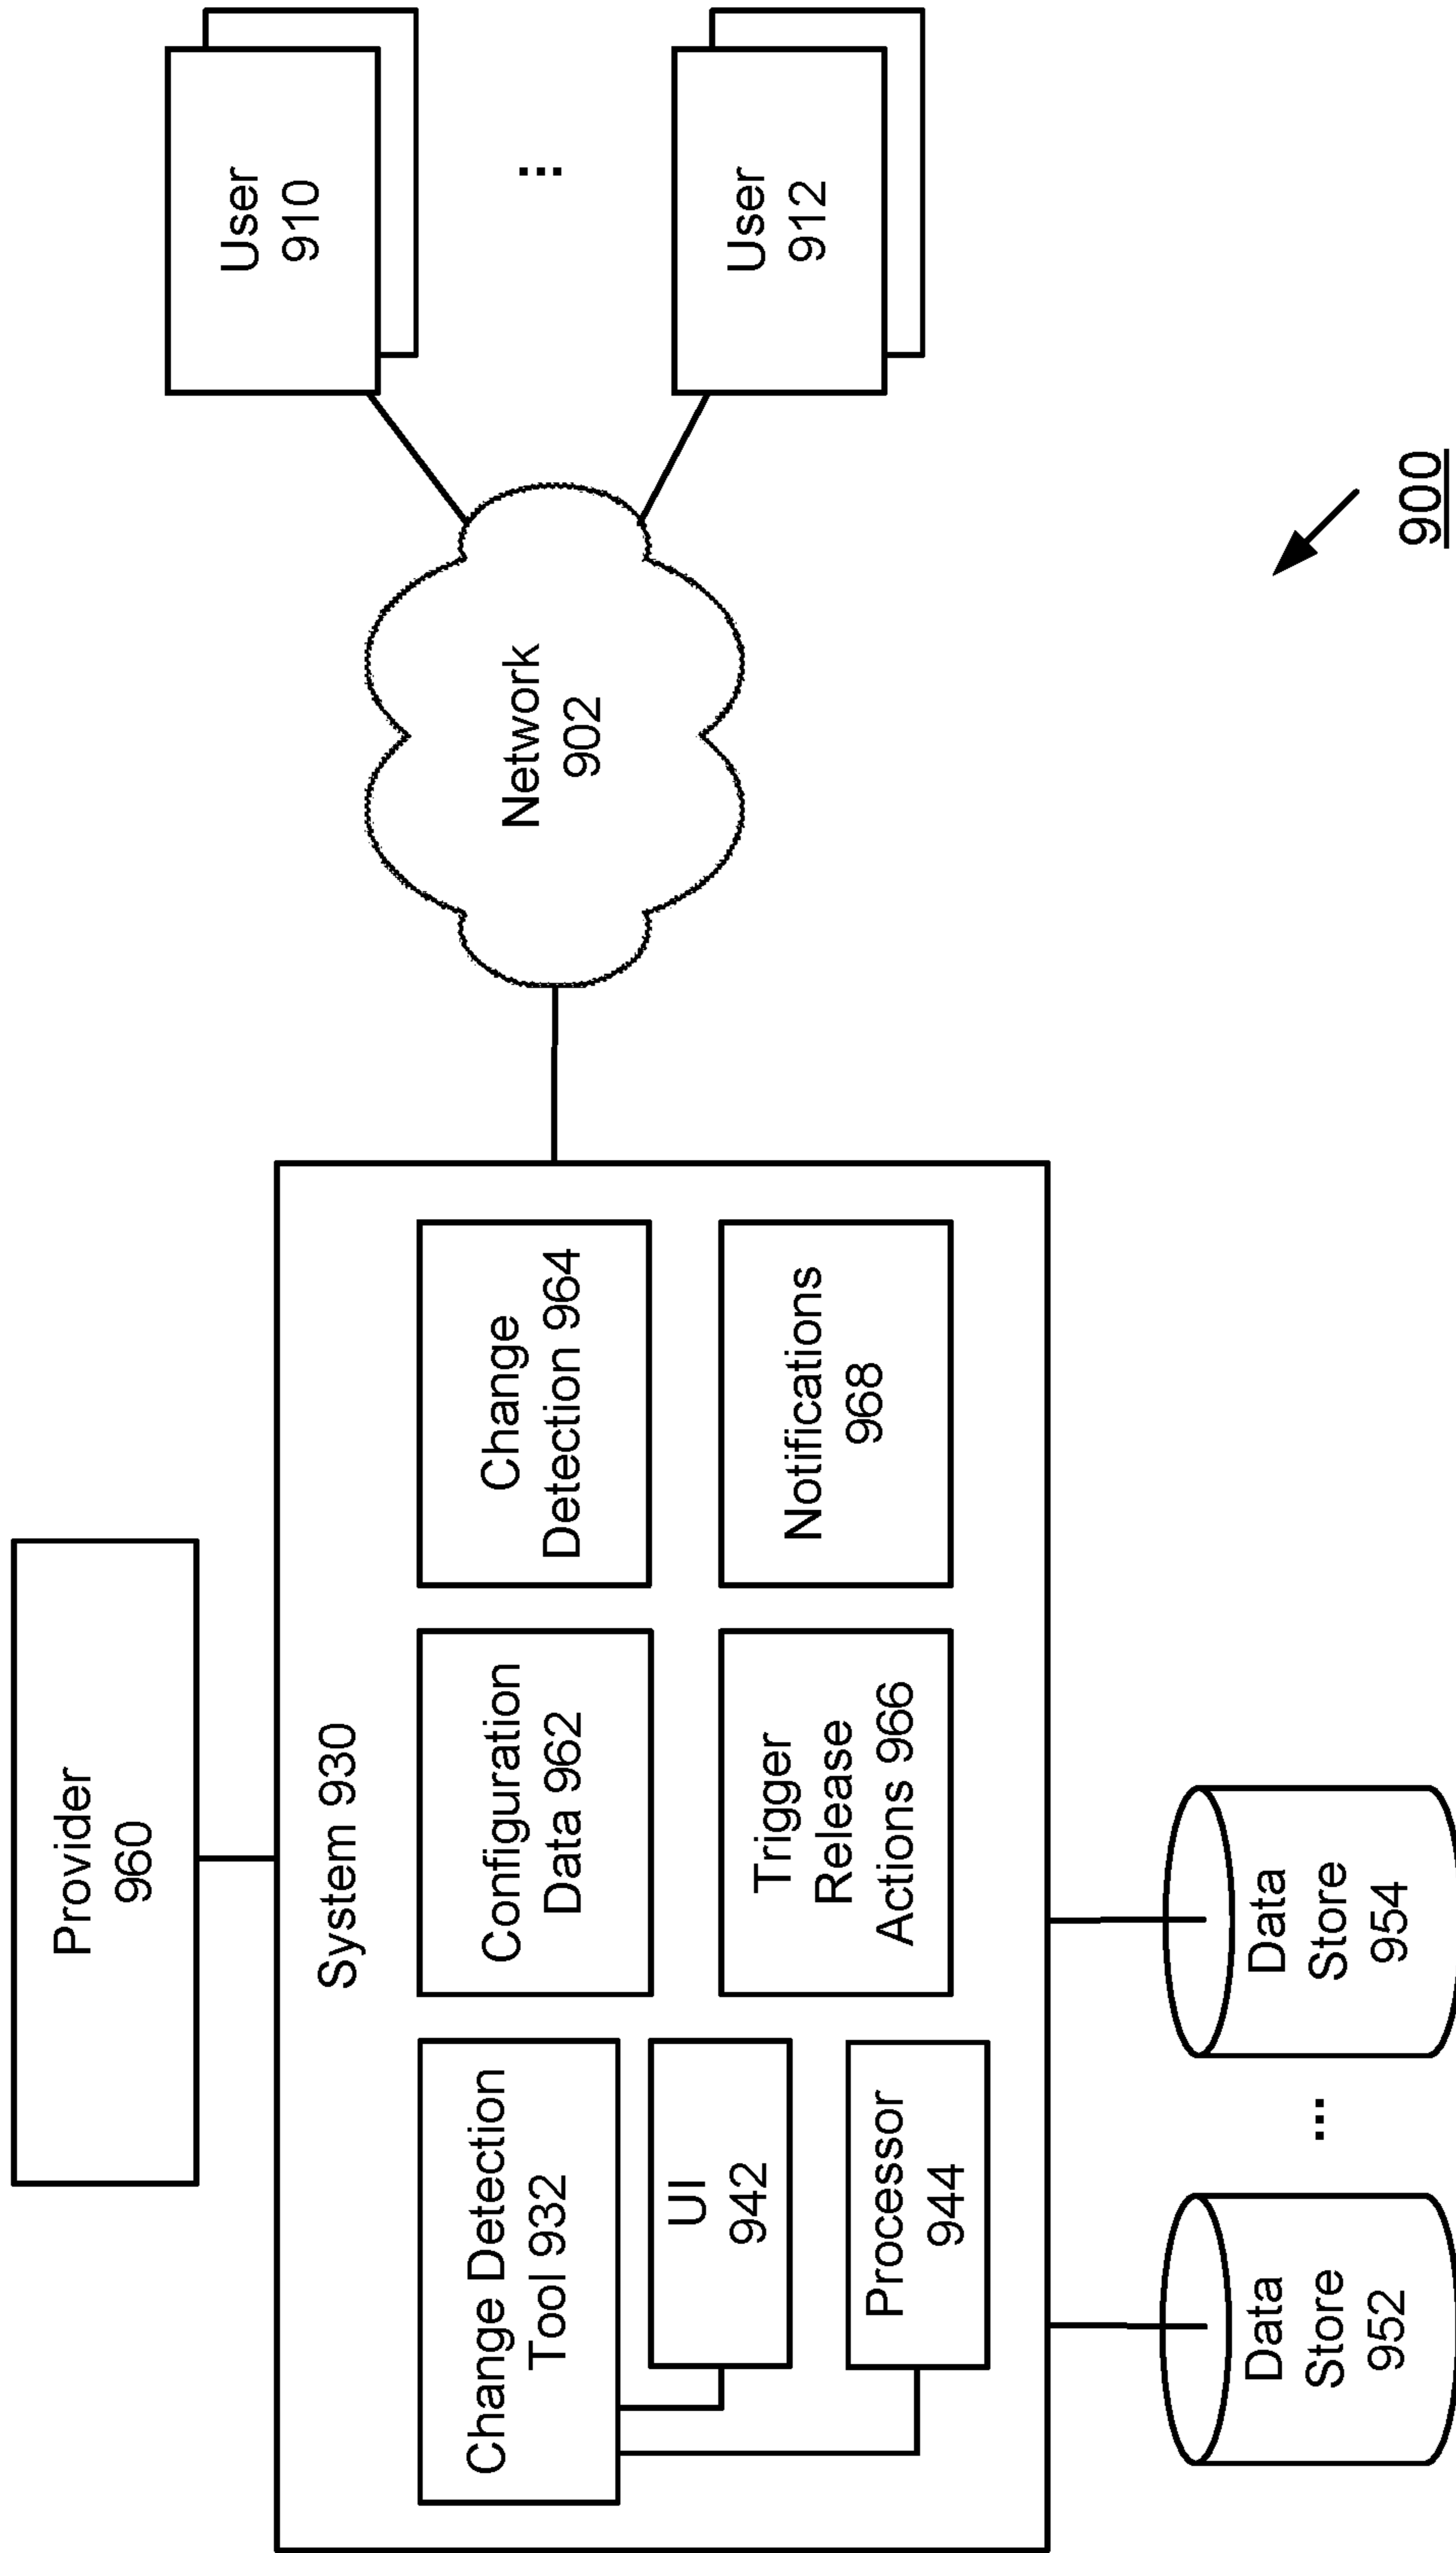 Provider
960
System 930
Change Detection
Tool 932
UI
942
Processor
944
Configuration
Data 962
Trigger
Release
Actions 966
Change
Detection 964
Notifications
968
Data
Store
952
...
Data
Store
954
Network
902
User
910
...
User
912
900